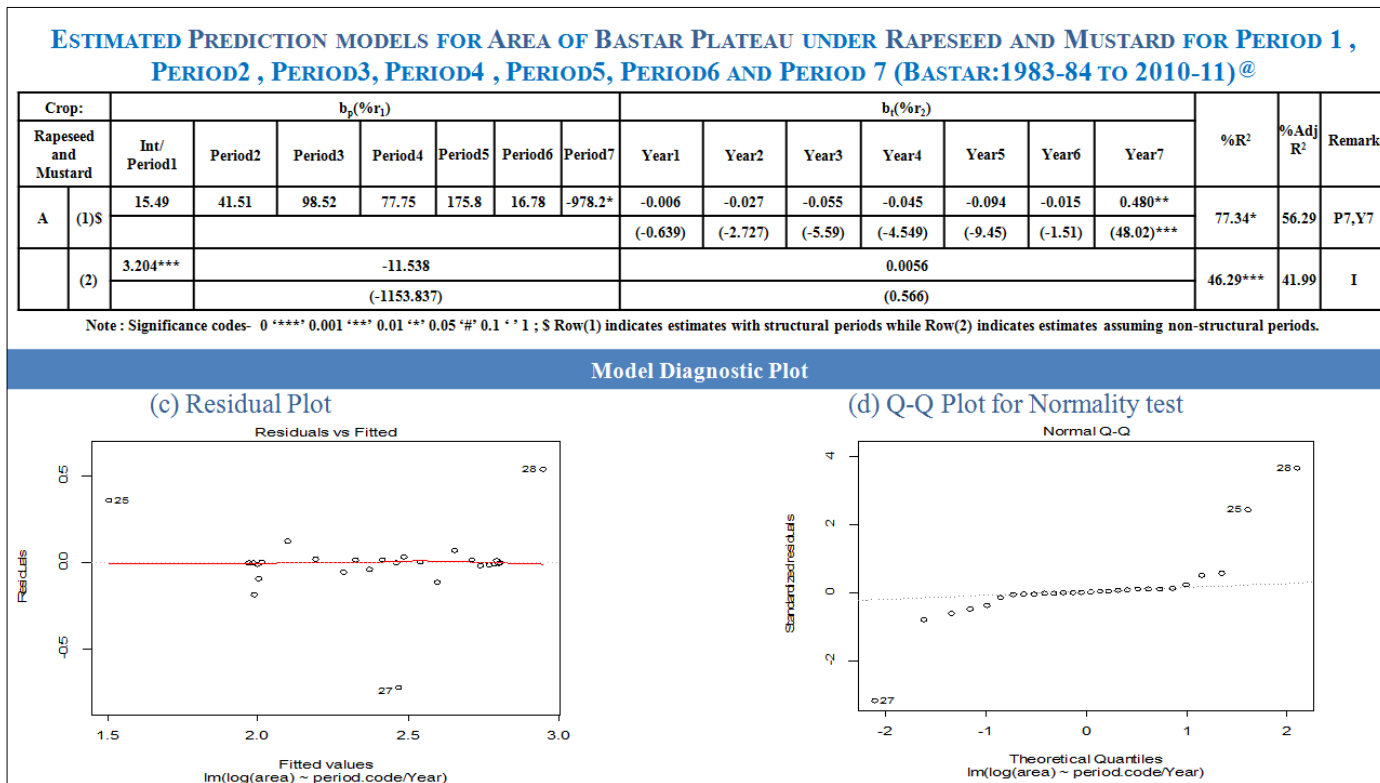 ESTIMATED PREDICTION MODELS FOR AREA OF BASTAR PLATEAU UNDER RAPESEED AND MUSTARD FOR PERIOD 1 ,
PERIOD2 , PERIOD3, PERIOD4 , PERIOD5, PERIOD6 AND PERIOD 7 (BASTAR:1983-84 TO 2010-11)@
Crop: bp(%r1) bt(%r2) %R2 %Adj R2 Remark
Rapeseed and Mustard Int/ Period1 Period2 Period3 Period4 Period5 Period6 Period7 Year1 Year2 Year3 Year4 Year5 Year6 Year7
A (1)$ 15.49 41.51 98.52 77.75 175.8 16.78 -978.2* -0.006 -0.027 -0.055 -0.045 -0.094 -0.015 0.480** 77.34* 56.29 P7,Y7
(-0.639) (-2.727) (-5.59) (-4.549) (-9.45) (-1.51) (48.02)***
(2) 3.204*** -11.538 0.0056 46.29*** 41.99 I
(-1153.837) (0.566)
Note : Significance codes- 0 ‘***’ 0.001 ‘**’ 0.01 ‘*’ 0.05 ‘#’ 0.1 ‘ ’ 1 ; $ Row(1) indicates estimates with structural periods while Row(2) indicates estimates assuming non-structural periods.
Model Diagnostic Plot
(c) Residual Plot
Residuals vs Fitted
Residuals
0.5
0.0
-0.5
25
28
27
1.5 2.0 2.5 3.0
Fitted values
lm(log(area) ~ period.code/Year)
(d) Q-Q Plot for Normality test
Normal Q-Q
Standardized residuals
4
2
0
-2
28
25
27
-2 -1 0 1 2
Theoretical Quantiles
lm(log(area) ~ period.code/Year)